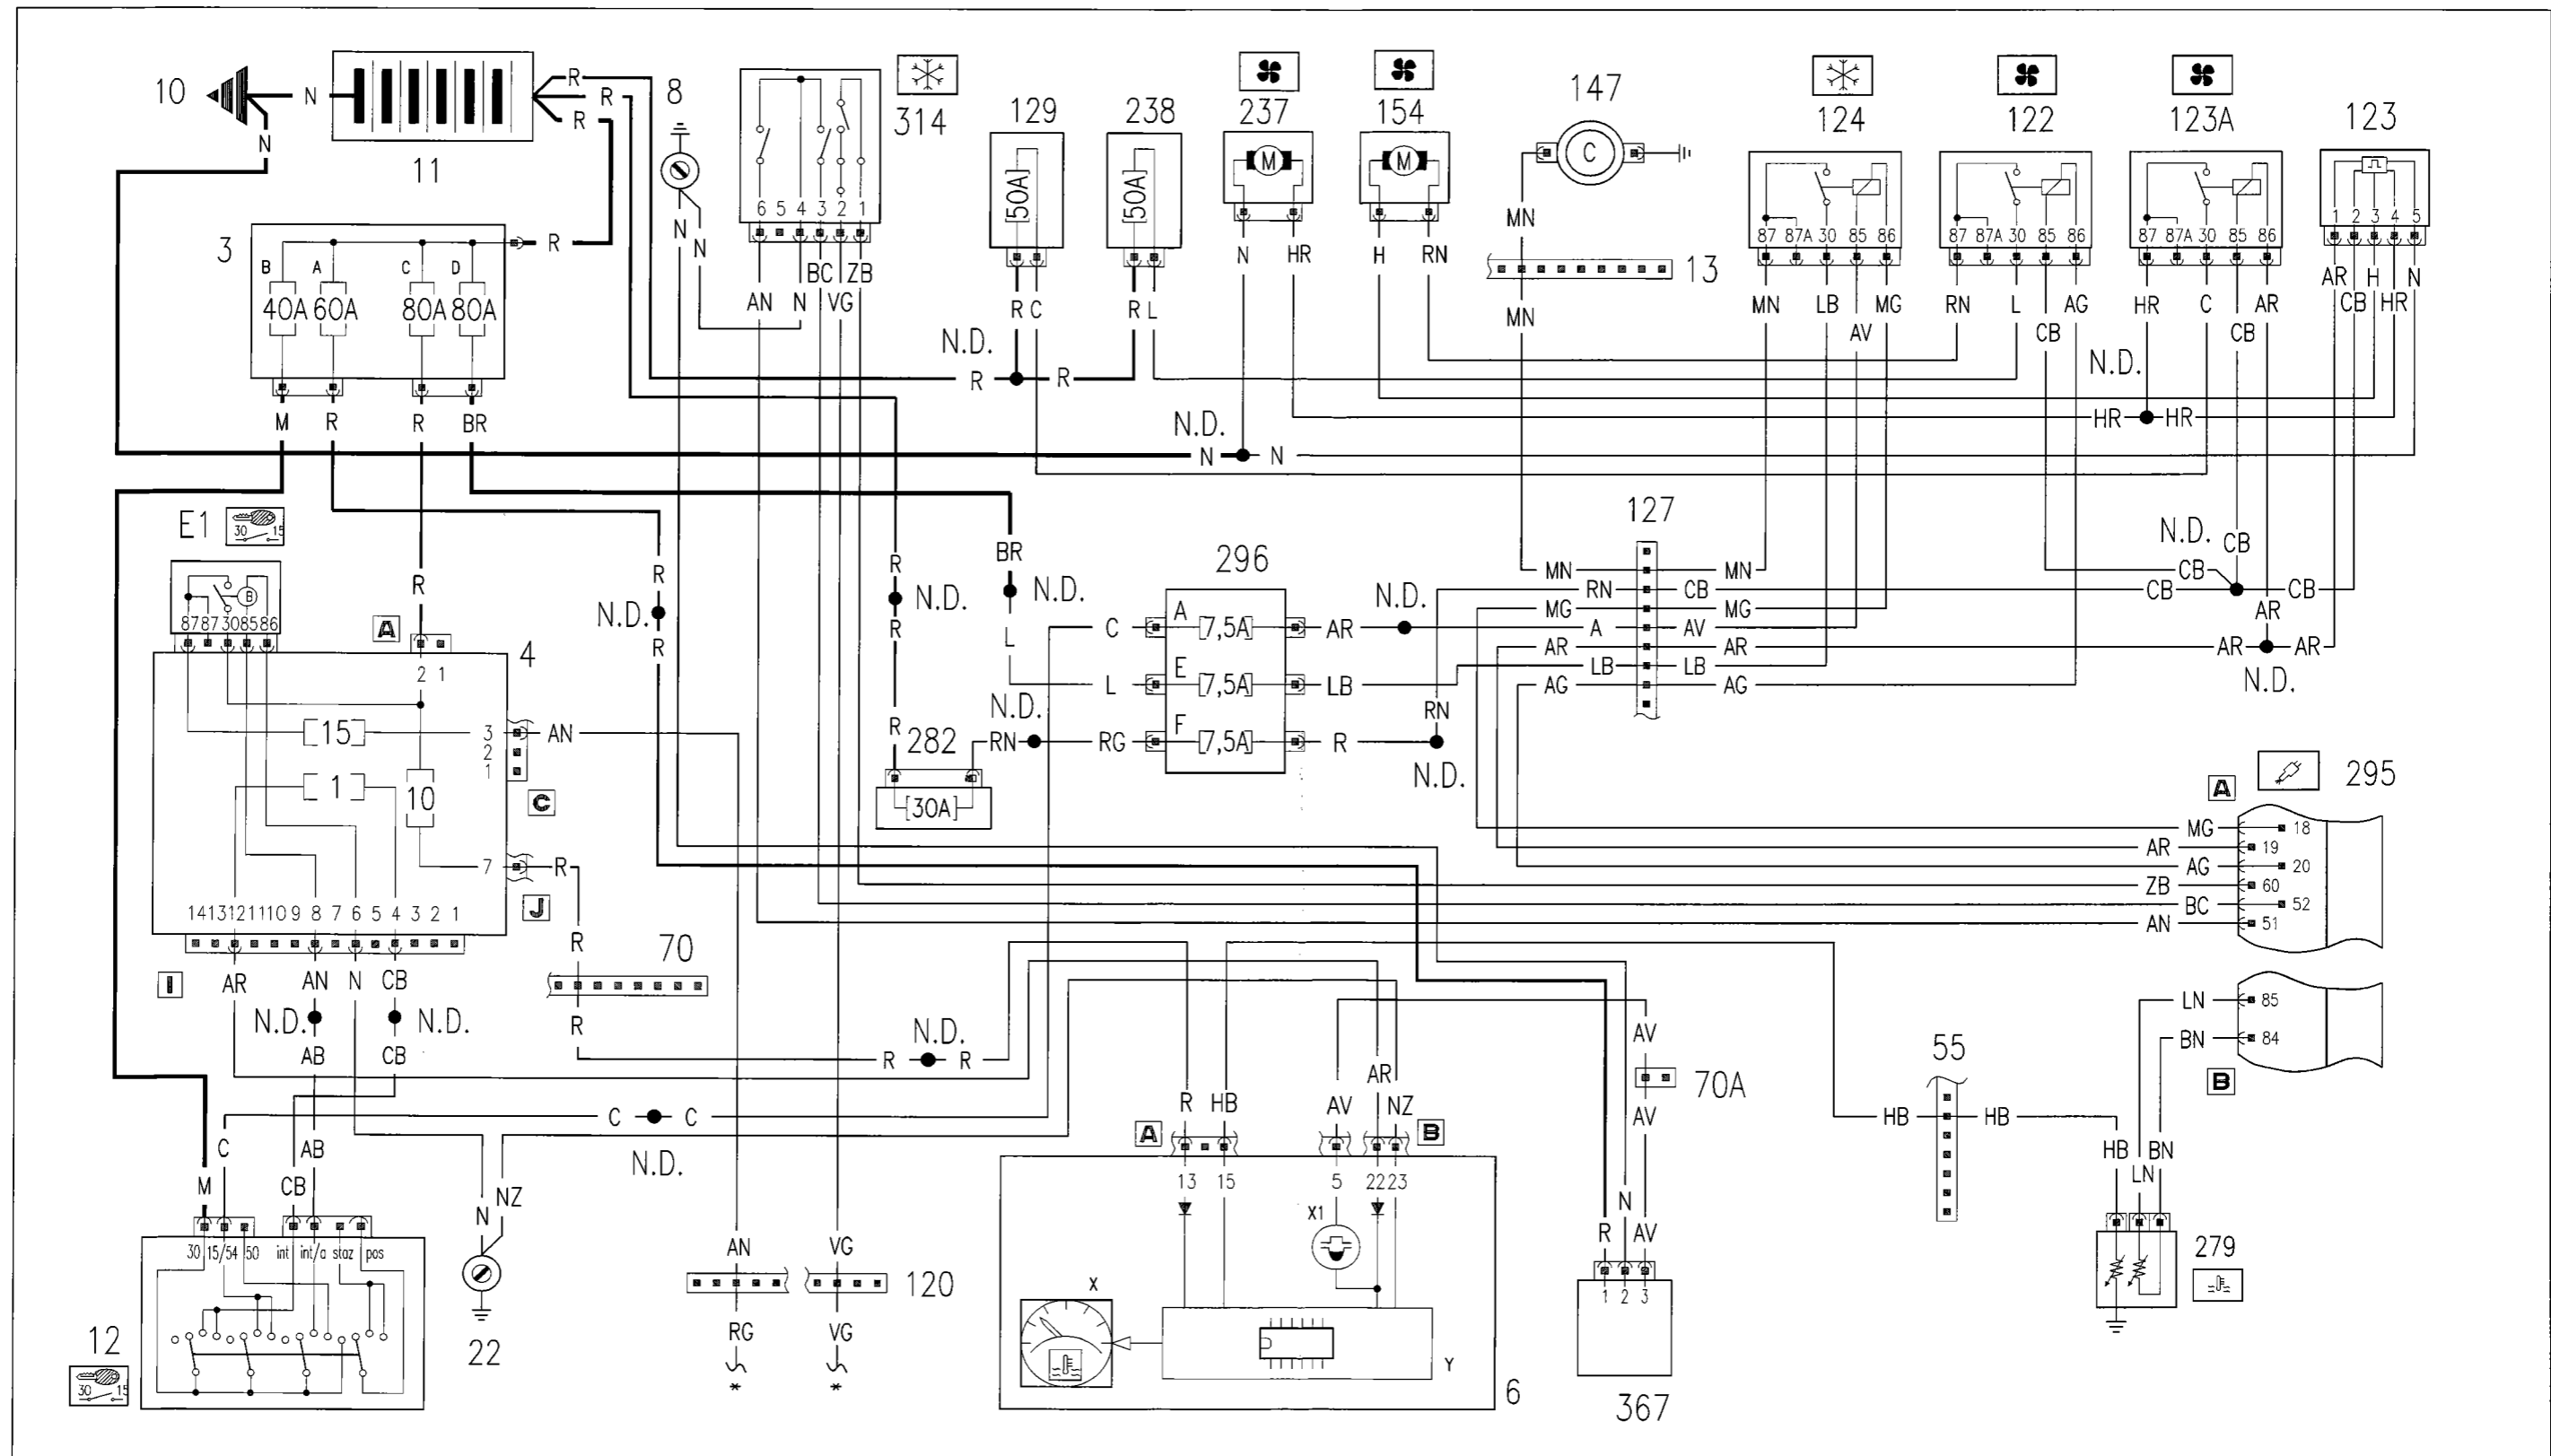 10
N
N
11
R
R
R
8
314
129
238
237
154
147
124
122
123A
123
C
M
M
[50A]
[50A]
6 5 4 3 2 1
N
N
BC ZB
AN N VG
R C
R L
N HR
H RN
MN
13
MN
87 87A 30 85 86
87 87A 30 85 86
87 87A 30 85 86
1 2 3 4 5
MN LB MG
AV
RN L AG
CB
HR C AR
CB
AR H N
CB HR
3
R
B A C D
40A 60A 80A 80A
M R R BR
N.D.
R R
N.D.
HR HR
N.D.
N N
E1
30 15
B
87 87 30 85 86
R
A
4
2 1
R
N.D.
R
R
N.D.
R
BR
N.D.
L
296
127
N.D.
CB
CB
C A [7,5A] AR
N.D.
L E [7,5A] LB
RG F [7,5A] R
N.D.
RN
RN
N.D.
MN MN
RN CB CB CB
MG MG
A AV
AR AR AR AR
LB LB
AG AG
AR
N.D.
15
3 AN
2
1
1
10
C
R 282
[30A]
7 R
J
14 13 12 11 10 9 8 7 6 5 4 3 2 1
I
AR AN N CB
N.D. N.D.
AB CB
R
70
R
295
A
MG 18
AR 19
AG 20
ZB 60
BC 52
AN 51
LN 85
BN 84
B
N.D.
R R
C C
N.D.
C AB
M CB
N NZ
30 15/54 50 int int/a staz pos
12
30 15
22
AN VG
120
RG VG
* *
R HB AV AR NZ
A B
13 15 5 22 23
X1
X
Y
6
AV
70A
AV
R N AV
1 2 3
367
55
HB HB
HB LN BN
279